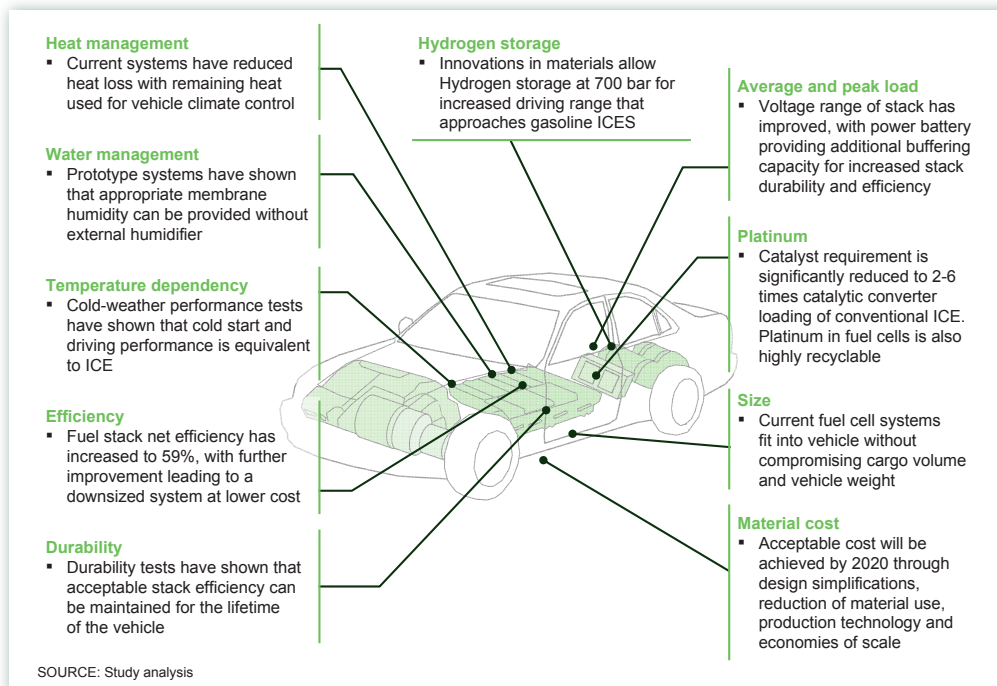 Heat management
▪ Current systems have reduced
heat loss with remaining heat
used for vehicle climate control
Water management
▪ Prototype systems have shown
that appropriate membrane
humidity can be provided without
external humidifier
Temperature dependency
▪ Cold-weather performance tests
have shown that cold start and
driving performance is equivalent
to ICE
Efficiency
▪ Fuel stack net efficiency has
increased to 59%, with further
improvement leading to a
downsized system at lower cost
Durability
▪ Durability tests have shown that
acceptable stack efficiency can
be maintained for the lifetime
of the vehicle
Hydrogen storage
▪ Innovations in materials allow
Hydrogen storage at 700 bar for
increased driving range that
approaches gasoline ICES
Average and peak load
▪ Voltage range of stack has
improved, with power battery
providing additional buffering
capacity for increased stack
durability and efficiency
Platinum
▪ Catalyst requirement is
significantly reduced to 2-6
times catalytic converter
loading of conventional ICE.
Platinum in fuel cells is also
highly recyclable
Size
▪ Current fuel cell systems
fit into vehicle without
compromising cargo volume
and vehicle weight
Material cost
▪ Acceptable cost will be
achieved by 2020 through
design simplifications,
reduction of material use,
production technology and
economies of scale
SOURCE: Study analysis